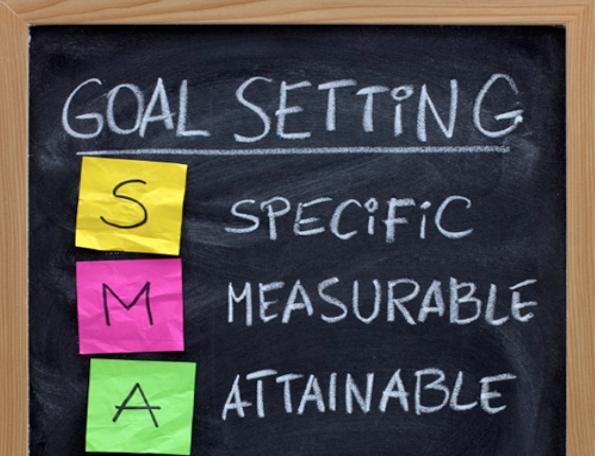 GOAL SETTiNG
S SPECiFiC
M MEASURABLE
A ATTAINABLE